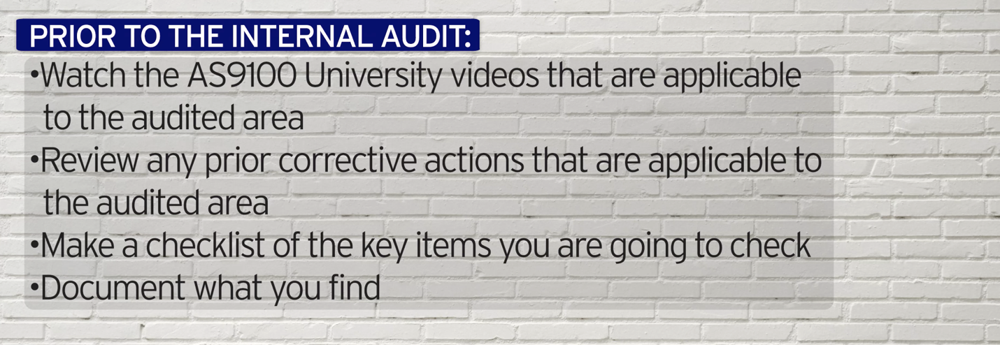 PRIOR TO THE INTERNAL AUDIT:
•Watch the AS9100 University videos that are applicable
to the audited area
•Review any prior corrective actions that are applicable to
the audited area
•Make a checklist of the key items you are going to check
•Document what you find